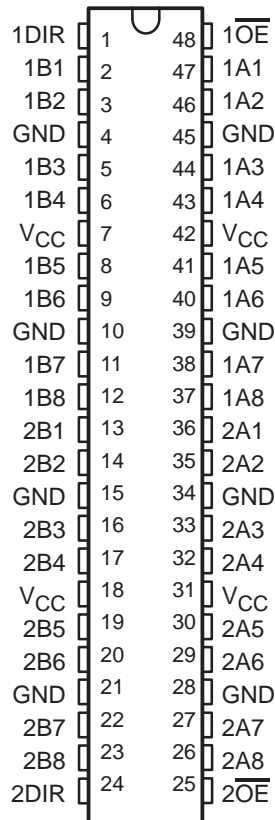 1DIR 1 48 1O̅E̅
1B1 2 47 1A1
1B2 3 46 1A2
GND 4 45 GND
1B3 5 44 1A3
1B4 6 43 1A4
VCC 7 42 VCC
1B5 8 41 1A5
1B6 9 40 1A6
GND 10 39 GND
1B7 11 38 1A7
1B8 12 37 1A8
2B1 13 36 2A1
2B2 14 35 2A2
GND 15 34 GND
2B3 16 33 2A3
2B4 17 32 2A4
VCC 18 31 VCC
2B5 19 30 2A5
2B6 20 29 2A6
GND 21 28 GND
2B7 22 27 2A7
2B8 23 26 2A8
2DIR 24 25 2O̅E̅